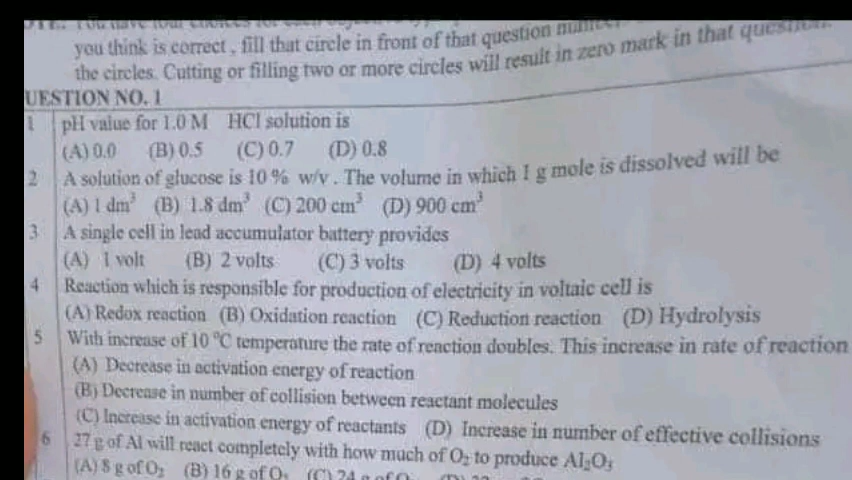 you think is correct, fill that circle in front of that question
the circles. Cutting or filling two or more circles will result in zero mark in that
UESTION NO. 1
1 pH value for 1.0 M HCl solution is
(A) 0.0 (B) 0.5 (C) 0.7 (D) 0.8
2 A solution of glucose is 10 % w/v. The volume in which 1 g mole is dissolved will be
(A) 1 dm³ (B) 1.8 dm³ (C) 200 cm³ (D) 900 cm³
3 A single cell in lead accumulator battery provides
(A) 1 volt (B) 2 volts (C) 3 volts (D) 4 volts
4 Reaction which is responsible for production of electricity in voltaic cell is
(A) Redox reaction (B) Oxidation reaction (C) Reduction reaction (D) Hydrolysis
5 With increase of 10 °C temperature the rate of reaction doubles. This increase in rate of reaction
(A) Decrease in activation energy of reaction
(B) Decrease in number of collision between reactant molecules
(C) Increase in activation energy of reactants (D) Increase in number of effective collisions
6 27 g of Al will react completely with how much of O₂ to produce Al₂O₃
(A) 8 g of O₂ (B) 16 g of O₂ (C) 24 g of O